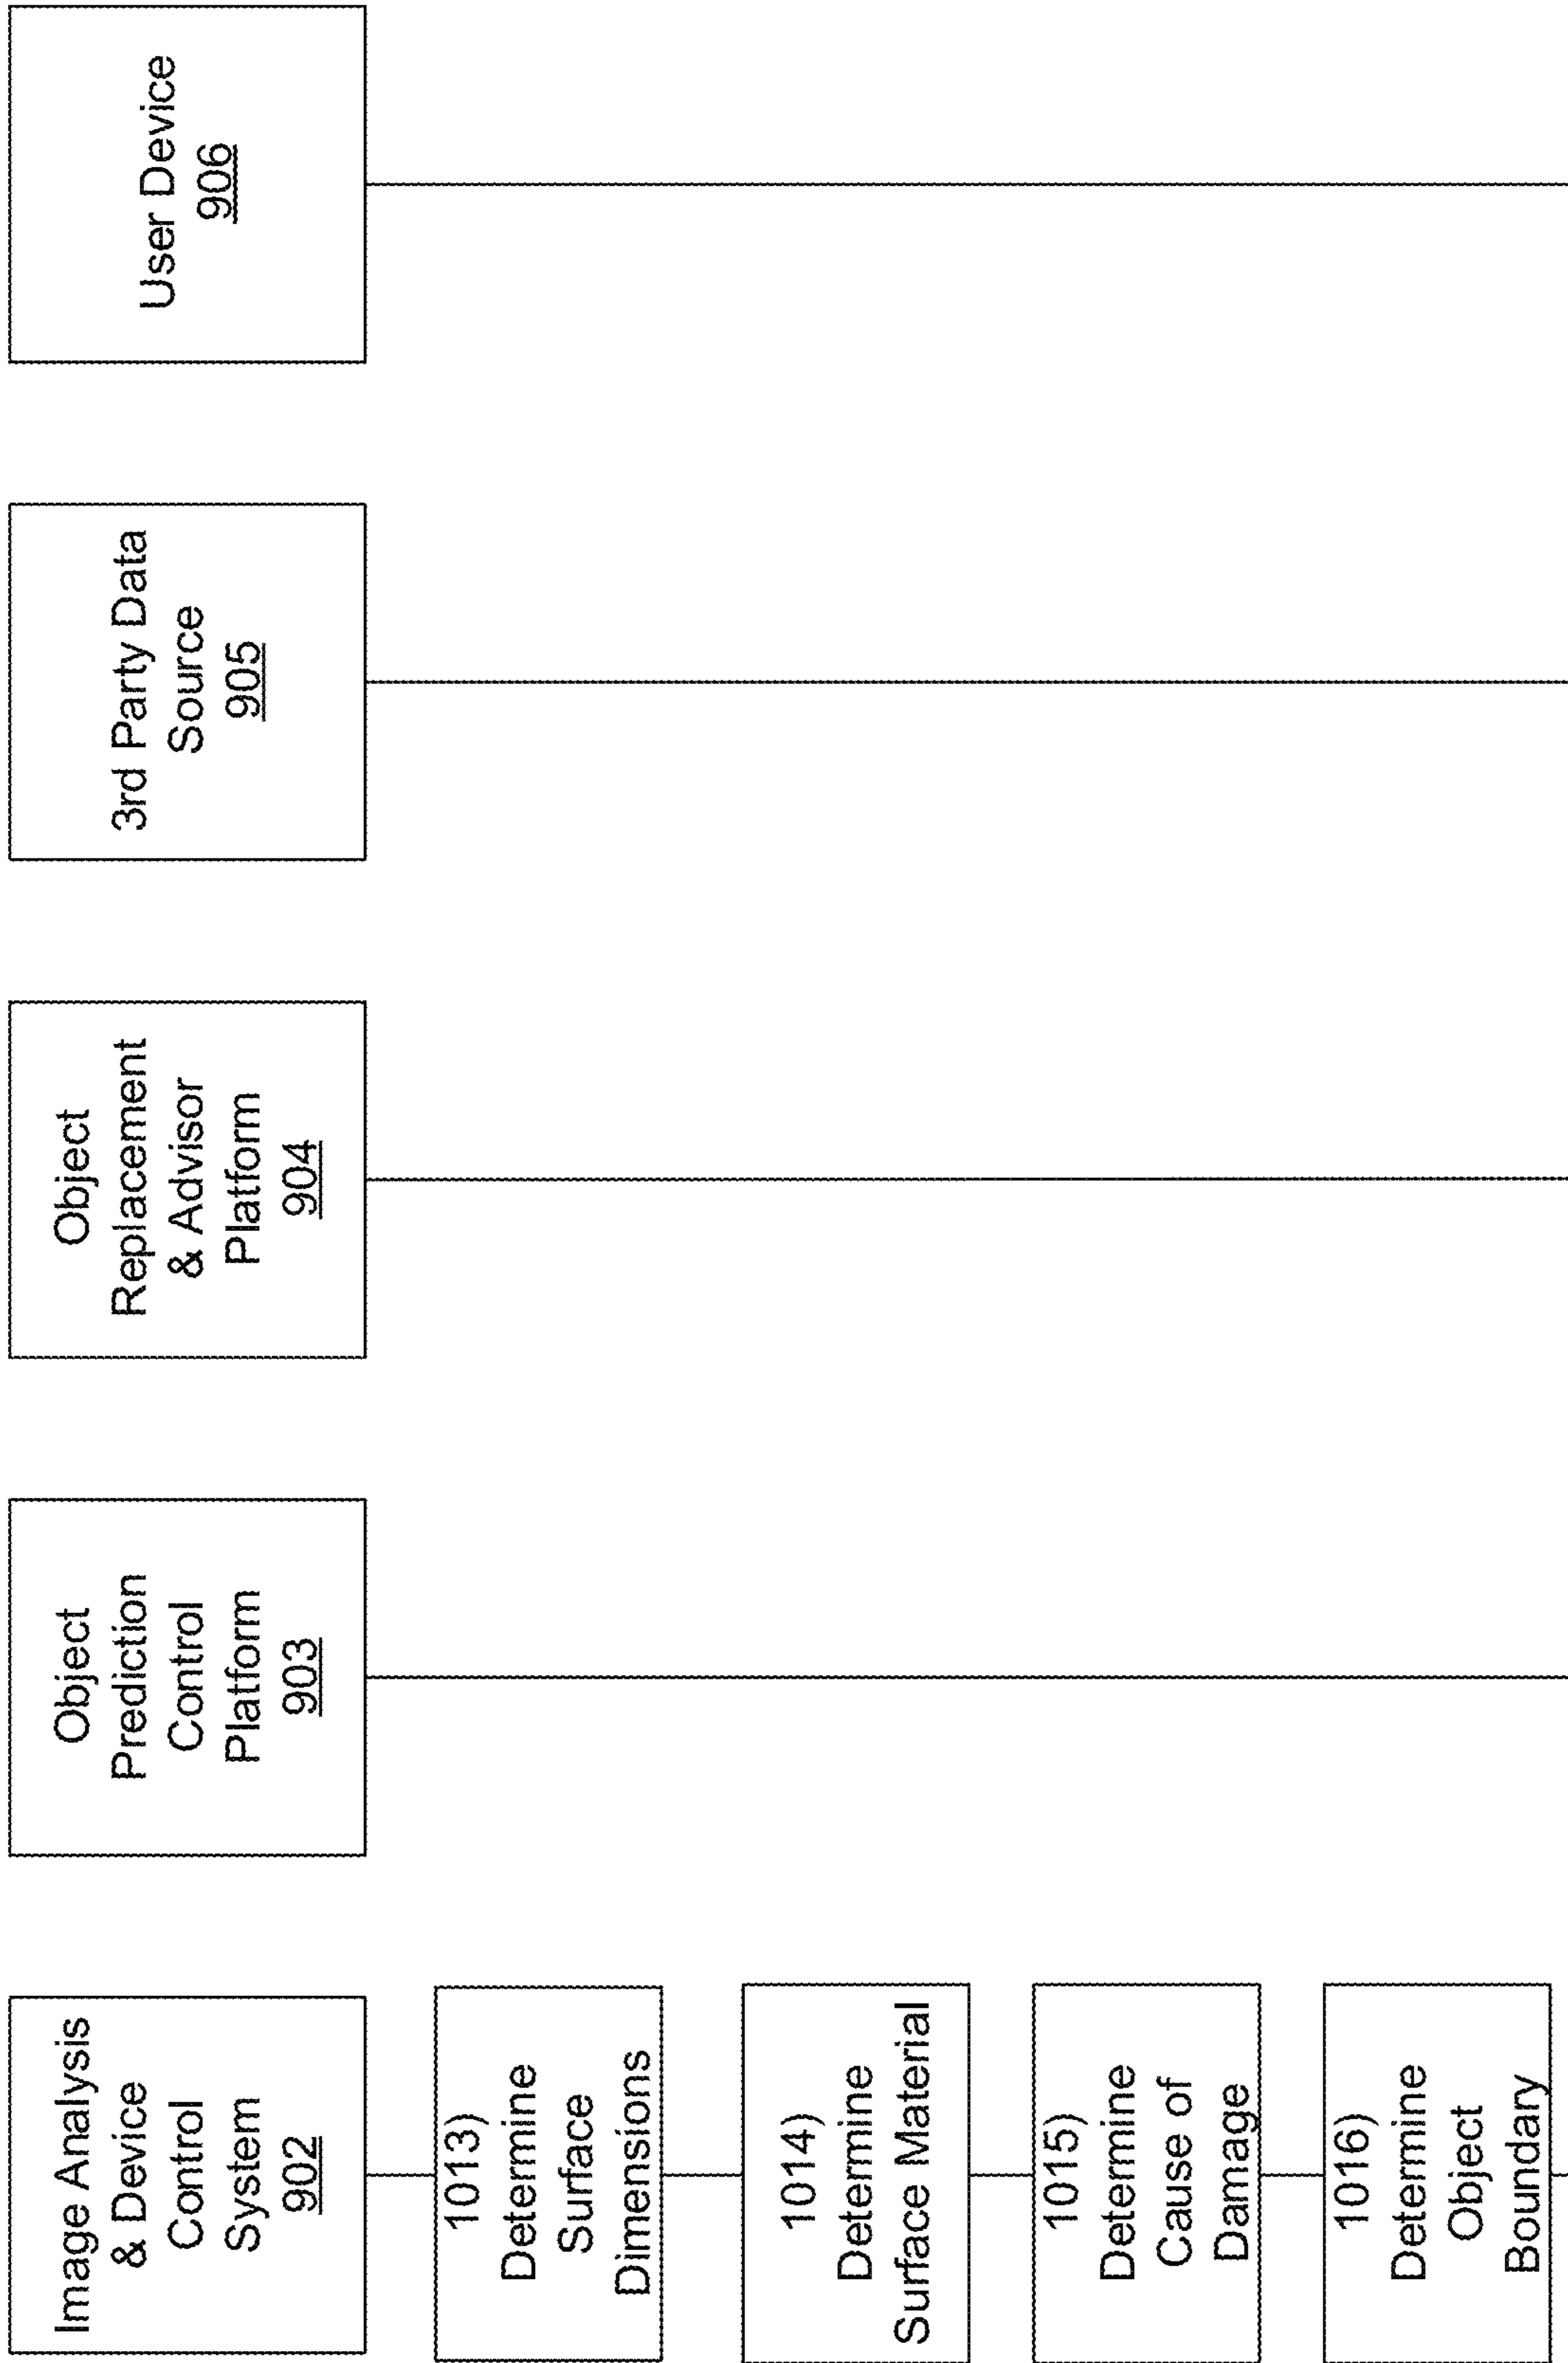 Image Analysis
& Device
Control
System
902
Object
Prediction
Control
Platform
903
Object
Replacement
& Advisor
Platform
904
3rd Party Data
Source
905
User Device
906
1013)
Determine
Surface
Dimensions
1014)
Determine
Surface Material
1015)
Determine
Cause of
Damage
1016)
Determine
Object
Boundary